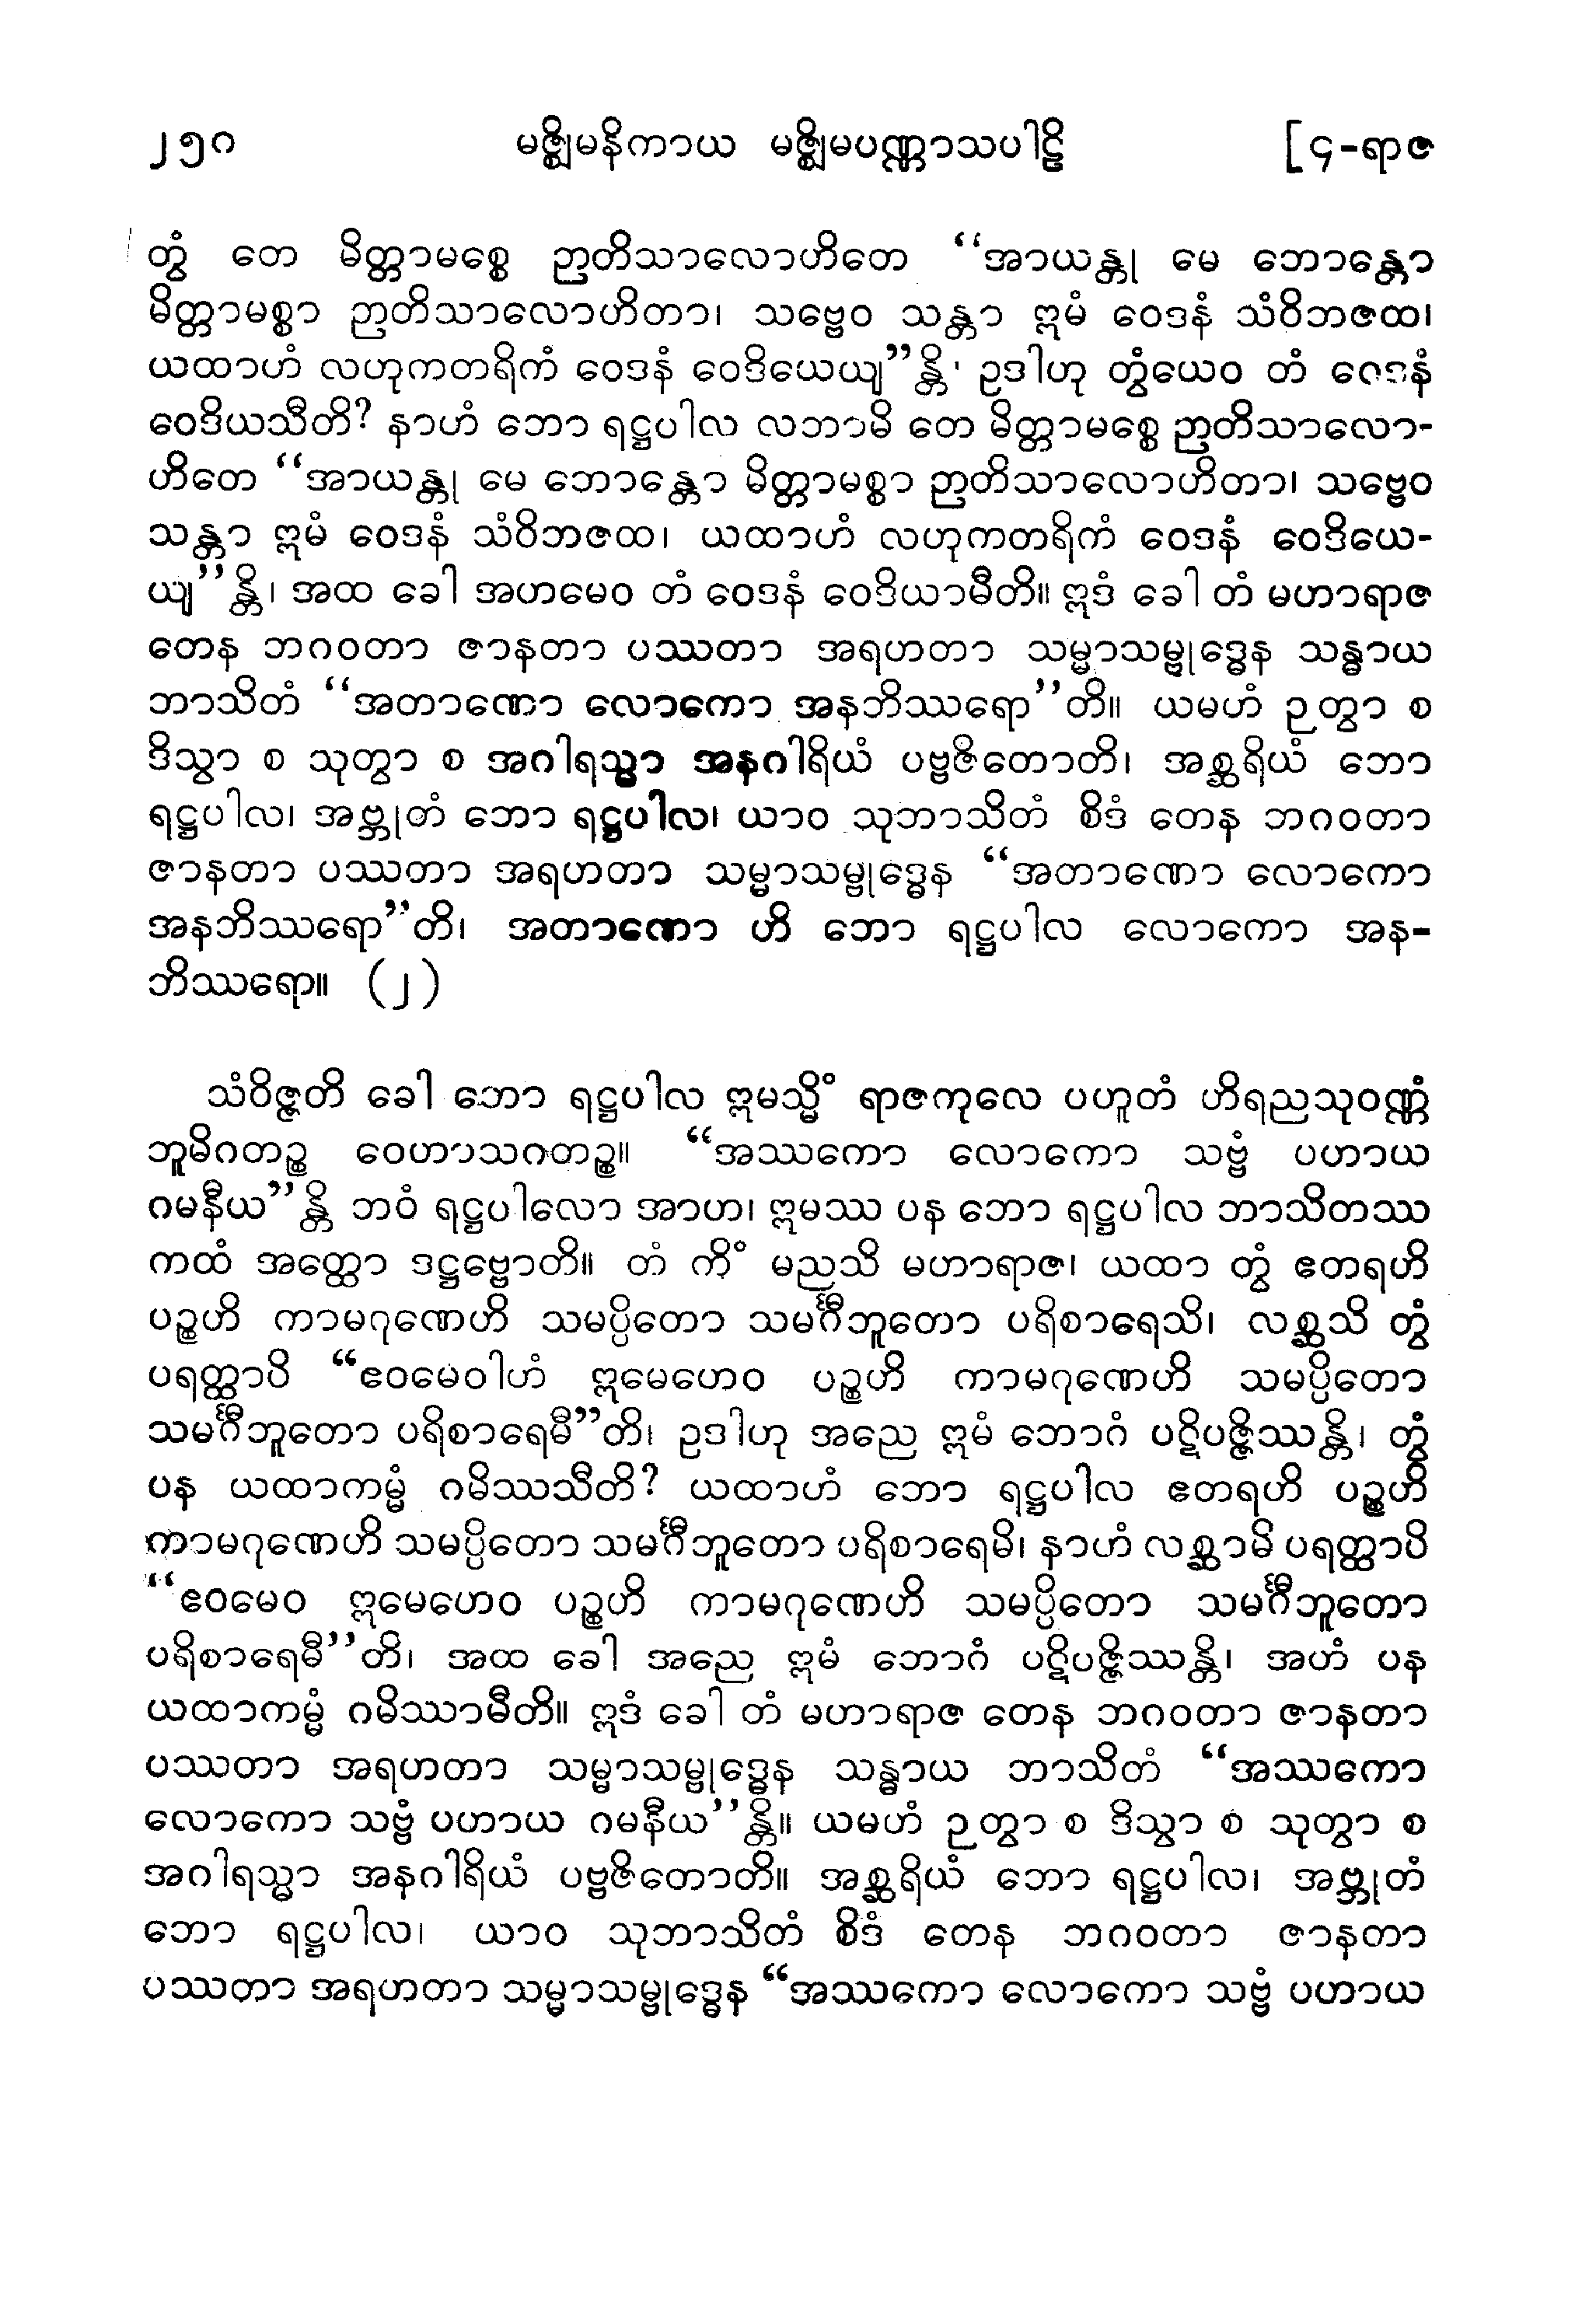 ၂၅၀ မဇ္ဈိမနိကာယ မဇ္ဈိမပဏ္ဏာသပါဠိ [၄-ရာဇ
တွံ တေ မိတ္တာမစ္စေ ဉာတိသာလောဟိတေ “အာယန္တု မေ ဘောန္တော
မိတ္တာမစ္စာ ဉာတိသာလောဟိတာ၊ သဗ္ဗေဝ သန္တာ ဣမံ ဝေဒနံ သံဝိဘဇထ၊
ယထာဟံ လဟုကတရိကံ ဝေဒနံ ဝေဒိယေယျ”န္တိ၊ ဥဒါဟု တွံယေဝ တံ ဝေဒနံ
ဝေဒိယသီတိ? နာဟံ ဘော ရဋ္ဌပါလ လဘာမိ တေ မိတ္တာမစ္စေ ဉာတိသာလော-
ဟိတေ “အာယန္တု မေ ဘောန္တော မိတ္တာမစ္စာ ဉာတိသာလောဟိတာ၊ သဗ္ဗေဝ
သန္တာ ဣမံ ဝေဒနံ သံဝိဘဇထ၊ ယထာဟံ လဟုကတရိကံ ဝေဒနံ ဝေဒိယေ-
ယျ”န္တိ၊ အထ ခေါ အဟမေဝ တံ ဝေဒနံ ဝေဒိယာမီတိ။ ဣဒံ ခေါ တံ မဟာရာဇ
တေန ဘဂဝတာ ဇာနတာ ပဿတာ အရဟတာ သမ္မာသမ္ဗုဒ္ဓေန သန္ဓာယ
ဘာသိတံ “အတာဏော လောကော အနဘိဿရော”တိ။ ယမဟံ ဉတွာ စ
ဒိသွာ စ သုတွာ စ အဂါရသ္မာ အနဂါရိယံ ပဗ္ဗဇိတောတိ၊ အစ္ဆရိယံ ဘော
ရဋ္ဌပါလ၊ အဗ္ဘုတံ ဘော ရဋ္ဌပါလ၊ ယာဝ သုဘာသိတံ စိဒံ တေန ဘဂဝတာ
ဇာနတာ ပဿတာ အရဟတာ သမ္မာသမ္ဗုဒ္ဓေန “အတာဏော လောကော
အနဘိဿရော”တိ၊ အတာဏော ဟိ ဘော ရဋ္ဌပါလ လောကော အန-
ဘိဿရော။ (၂)
သံဝိဇ္ဇတိ ခေါ ဘော ရဋ္ဌပါလ ဣမသ္မိံ ရာဇကုလေ ပဟူတံ ဟိရညသုဝဏ္ဏံ
ဘူမိဂတဉ္စ ဝေဟာသဂတဉ္စ။ “အဿကော လောကော သဗ္ဗံ ပဟာယ
ဂမနီယ”န္တိ ဘဝံ ရဋ္ဌပါလော အာဟ၊ ဣမဿ ပန ဘော ရဋ္ဌပါလ ဘာသိတဿ
ကထံ အတ္ထော ဒဋ္ဌဗ္ဗောတိ။ တံ ကိံ မညသိ မဟာရာဇ၊ ယထာ တွံ ဧတရဟိ
ပဉ္စဟိ ကာမဂုဏေဟိ သမပ္ပိတော သမင်္ဂီဘူတော ပရိစာရေသိ၊ လစ္ဆသိ တွံ
ပရတ္ထာပိ “ဧဝမေဝါဟံ ဣမေဟေဝ ပဉ္စဟိ ကာမဂုဏေဟိ သမပ္ပိတော
သမင်္ဂီဘူတော ပရိစာရေမီ”တိ၊ ဥဒါဟု အညေ ဣမံ ဘောဂံ ပဋိပဇ္ဇိဿန္တိ၊ တွံ
ပန ယထာကမ္မံ ဂမိဿသီတိ? ယထာဟံ ဘော ရဋ္ဌပါလ ဧတရဟိ ပဉ္စဟိ
ကာမဂုဏေဟိ သမပ္ပိတော သမင်္ဂီဘူတော ပရိစာရေမိ၊ နာဟံ လစ္ဆာမိ ပရတ္ထာပိ
“ဧဝမေဝ ဣမေဟေဝ ပဉ္စဟိ ကာမဂုဏေဟိ သမပ္ပိတော သမင်္ဂီဘူတော
ပရိစာရေမီ”တိ၊ အထ ခေါ အညေ ဣမံ ဘောဂံ ပဋိပဇ္ဇိဿန္တိ၊ အဟံ ပန
ယထာကမ္မံ ဂမိဿာမီတိ။ ဣဒံ ခေါ တံ မဟာရာဇ တေန ဘဂဝတာ ဇာနတာ
ပဿတာ အရဟတာ သမ္မာသမ္ဗုဒ္ဓေန သန္ဓာယ ဘာသိတံ “အဿကော
လောကော သဗ္ဗံ ပဟာယ ဂမနီယ”န္တိ။ ယမဟံ ဉတွာ စ ဒိသွာ စ သုတွာ စ
အဂါရသ္မာ အနဂါရိယံ ပဗ္ဗဇိတောတိ။ အစ္ဆရိယံ ဘော ရဋ္ဌပါလ၊ အဗ္ဘုတံ
ဘော ရဋ္ဌပါလ၊ ယာဝ သုဘာသိတံ စိဒံ တေန ဘဂဝတာ ဇာနတာ
ပဿတာ အရဟတာ သမ္မာသမ္ဗုဒ္ဓေန “အဿကော လောကော သဗ္ဗံ ပဟာယ